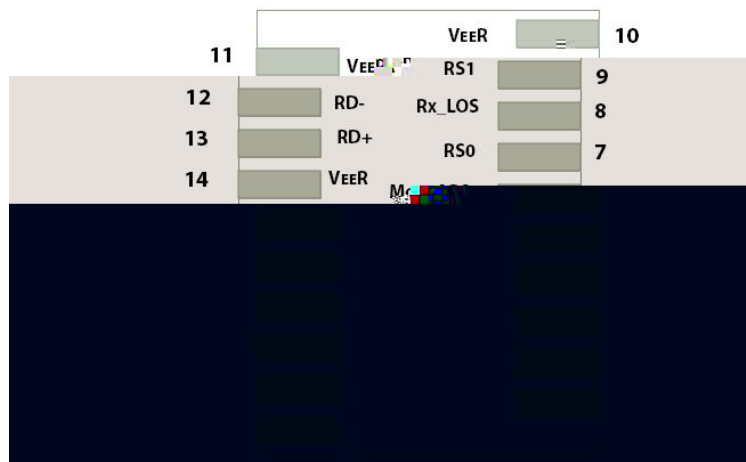 VEER 10
11
RS1 9
12 RD- Rx_LOS 8
13 RD+ RS0 7
14 VEER